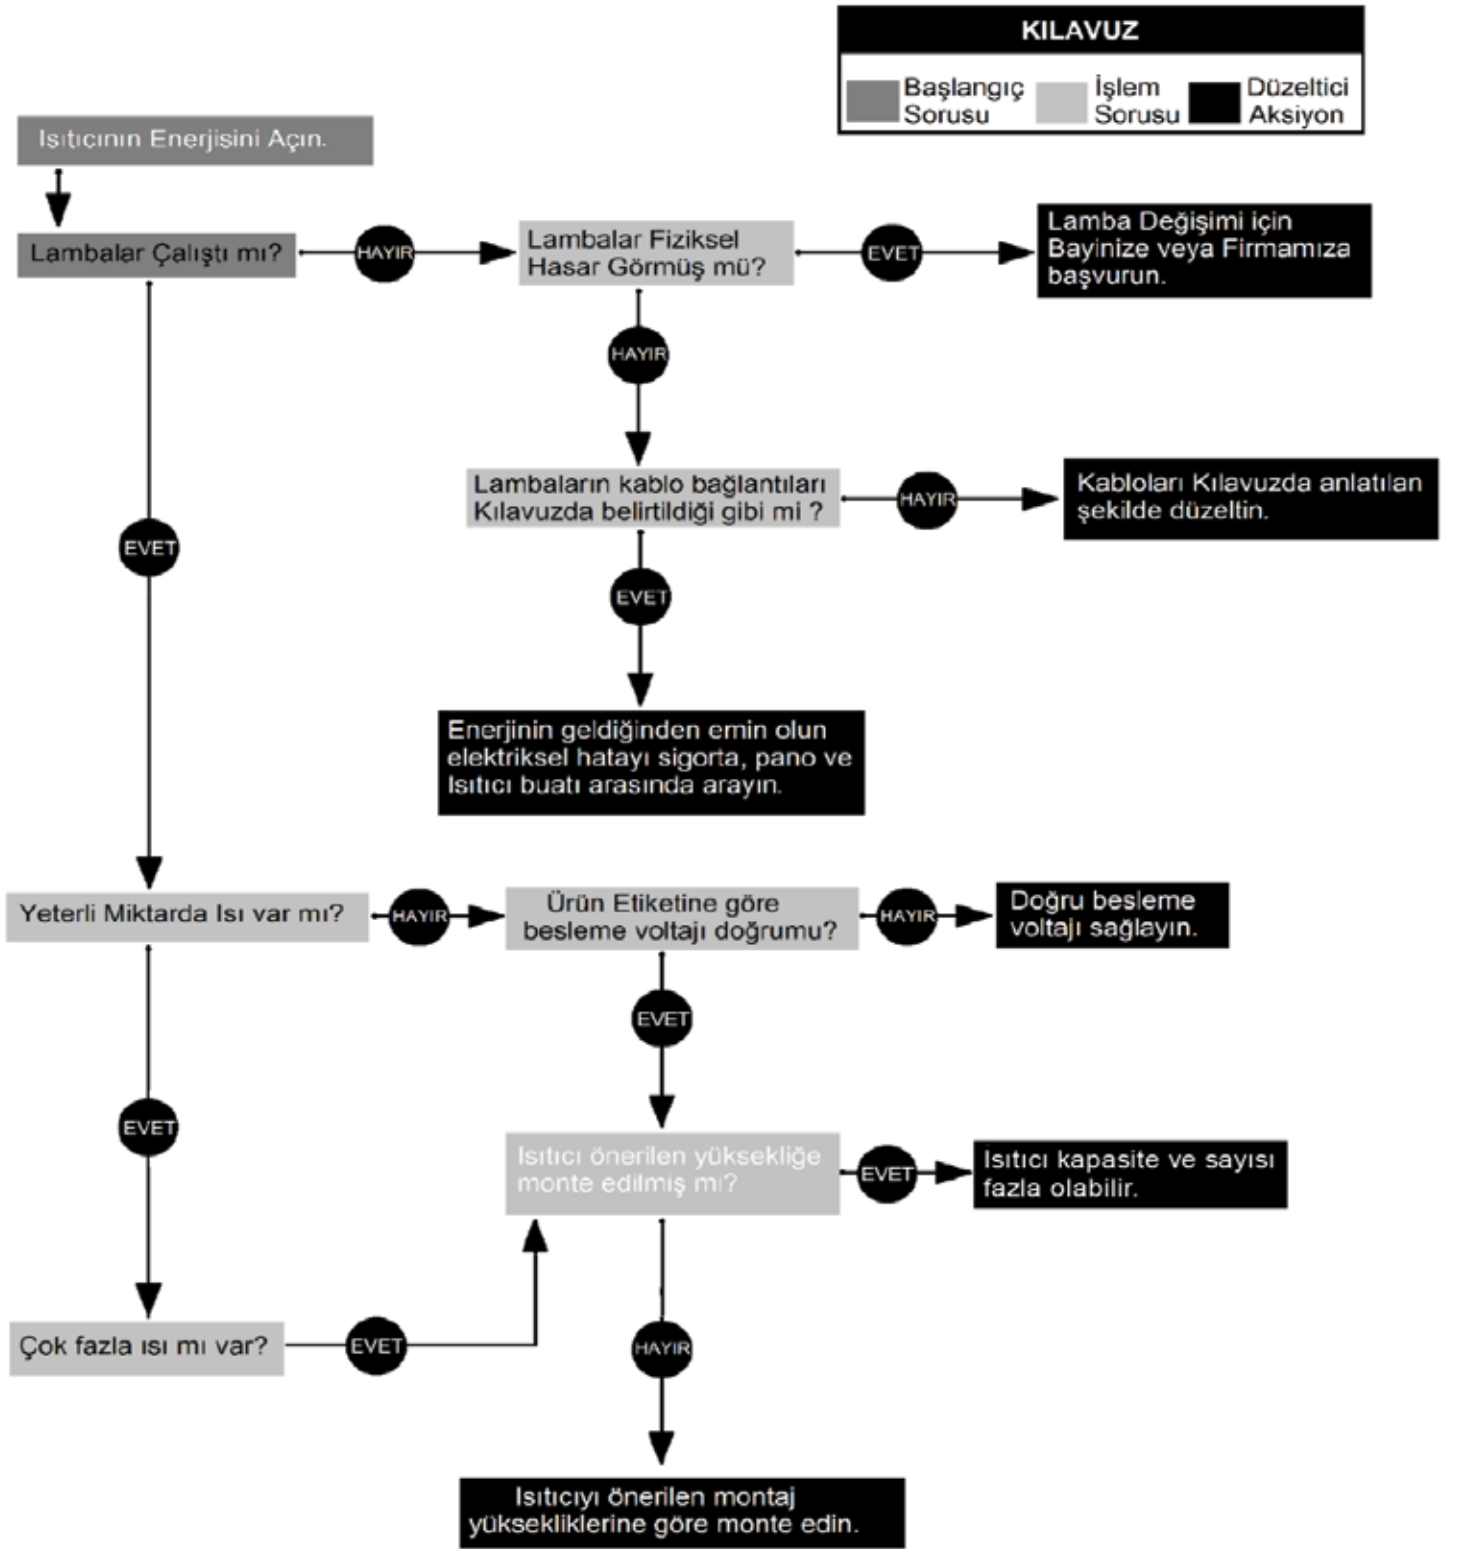 KILAVUZ
Başlangıç
Sorusu
İşlem
Sorusu
Düzeltici
Aksiyon
Isıtıcının Enerjisini Açın.
Lambalar Çalıştı mı?
HAYIR
Lambalar Fiziksel
Hasar Görmüş mü?
EVET
Lamba Değişimi için
Bayinize veya Firmamıza
başvurun.
HAYIR
Lambaların kablo bağlantıları
Kılavuzda belirtildiği gibi mi ?
HAYIR
Kabloları Kılavuzda anlatılan
şekilde düzeltin.
EVET
EVET
Enerjinin geldiğinden emin olun
elektriksel hatayı sigorta, pano ve
Isıtıcı buatı arasında arayın.
Yeterli Miktarda Isı var mı?
HAYIR
Ürün Etiketine göre
besleme voltajı doğrumu?
HAYIR
Doğru besleme
voltajı sağlayın.
EVET
EVET
Isıtıcı önerilen yüksekliğe
monte edilmiş mi?
EVET
Isıtıcı kapasite ve sayısı
fazla olabilir.
Çok fazla ısı mı var?
EVET
HAYIR
Isıtıcıyı önerilen montaj
yüksekliklerine göre monte edin.